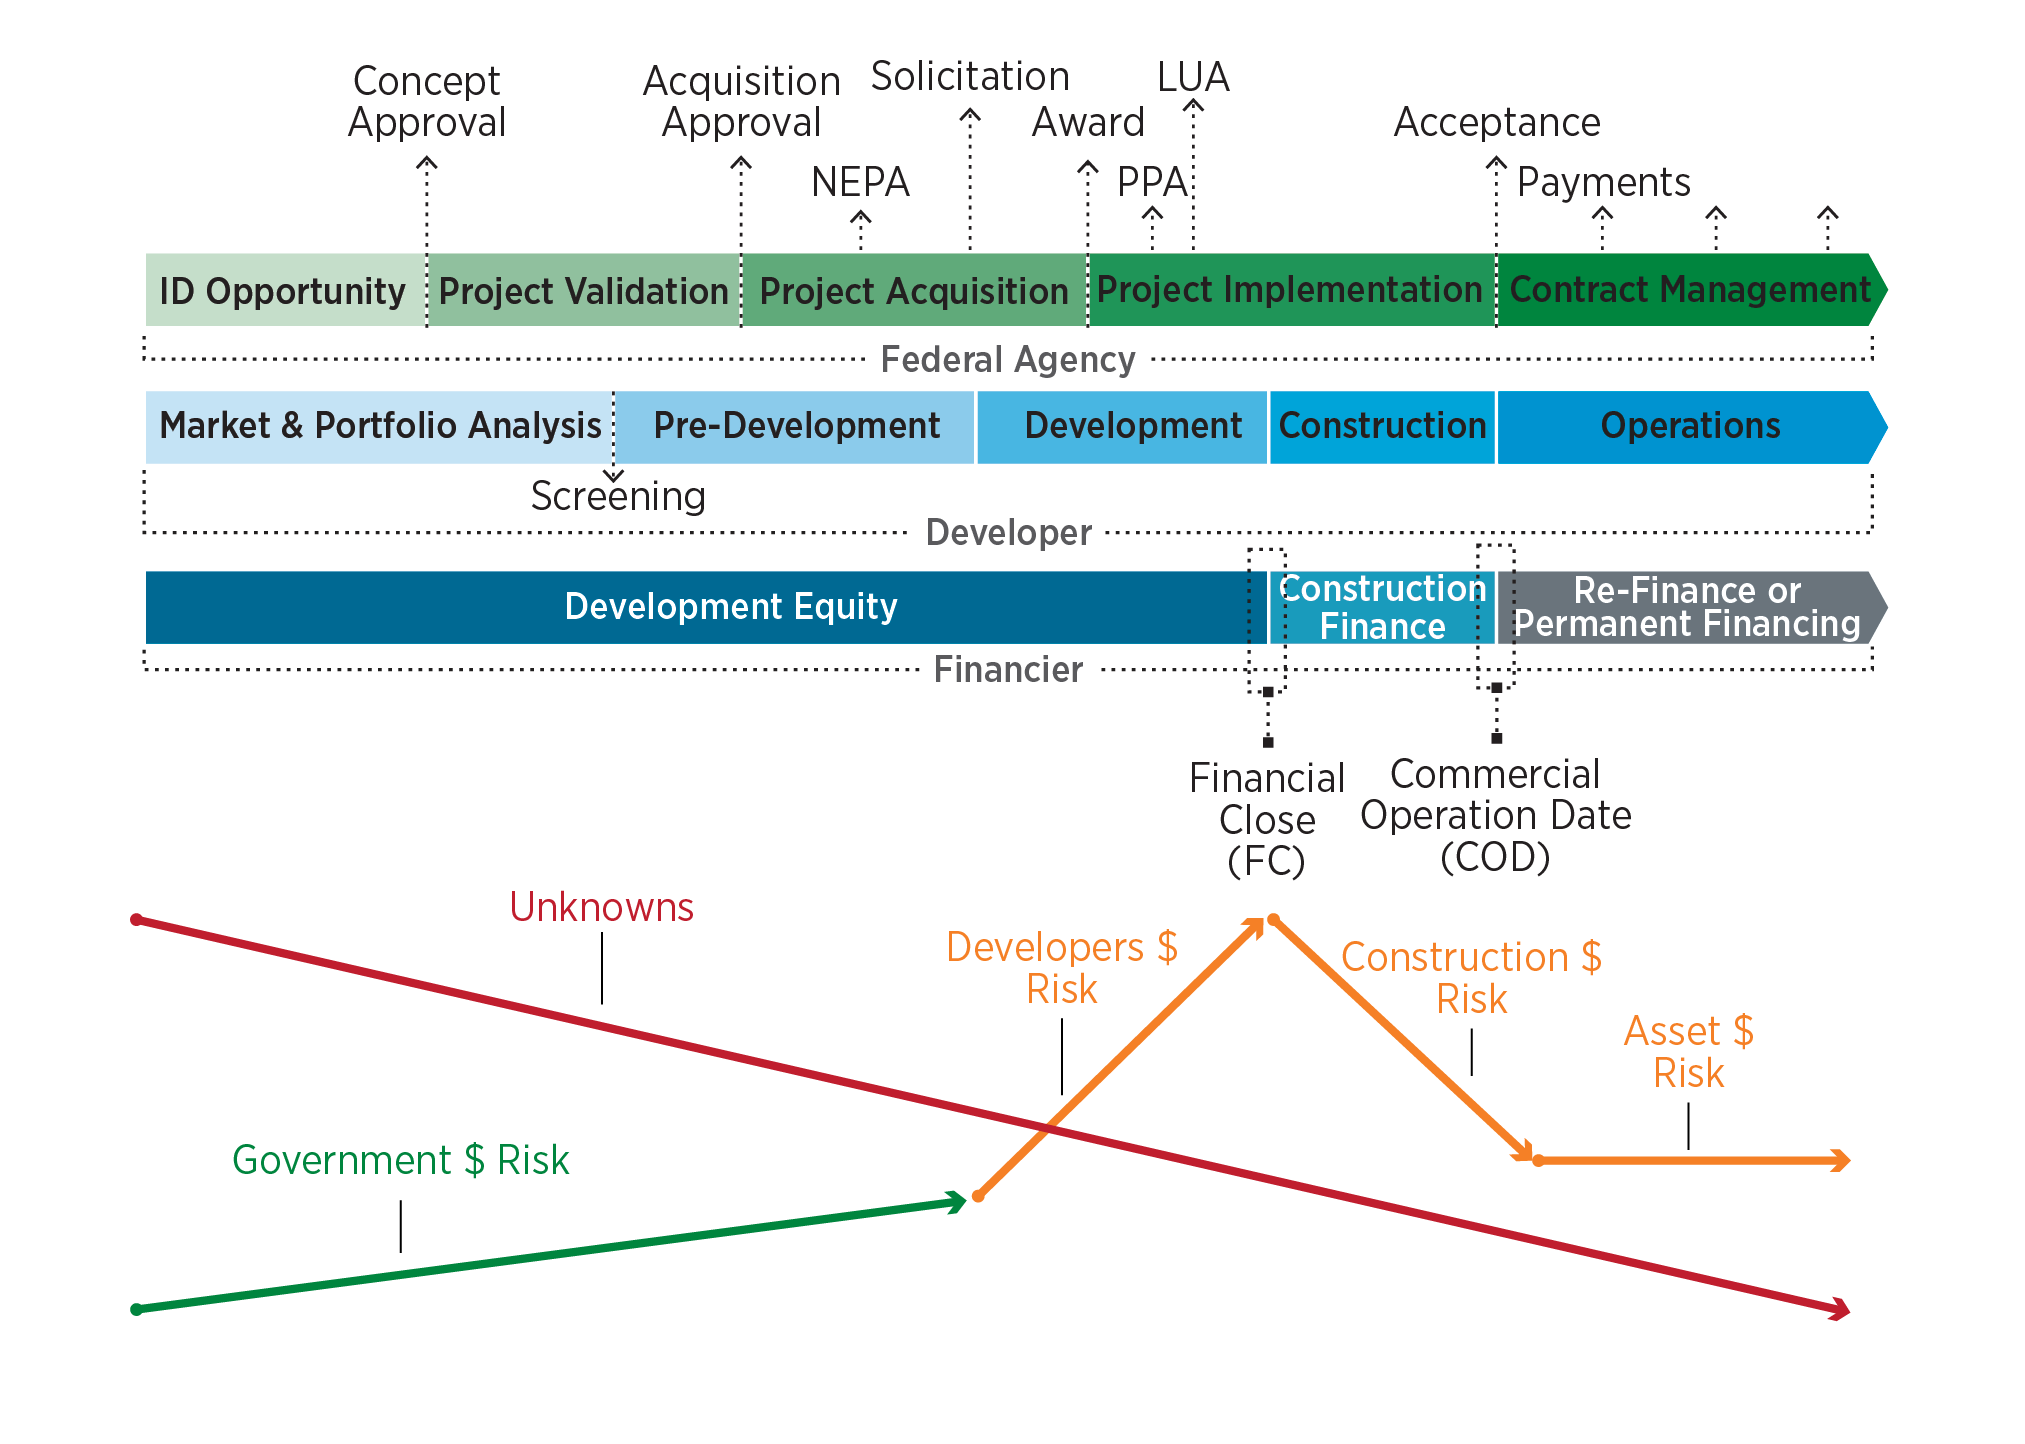 Concept
Approval
Acquisition
Approval
Solicitation
LUA
Award
Acceptance
NEPA
PPA
Payments
ID Opportunity
Project Validation
Project Acquisition
Project Implementation
Contract Management
Federal Agency
Market & Portfolio Analysis
Pre-Development
Development
Construction
Operations
Screening
Developer
Development Equity
Construction
Finance
Re-Finance or
Permanent Financing
Financier
Financial
Close
(FC)
Commercial
Operation Date
(COD)
Unknowns
Developers $
Risk
Construction $
Risk
Asset $
Risk
Government $ Risk